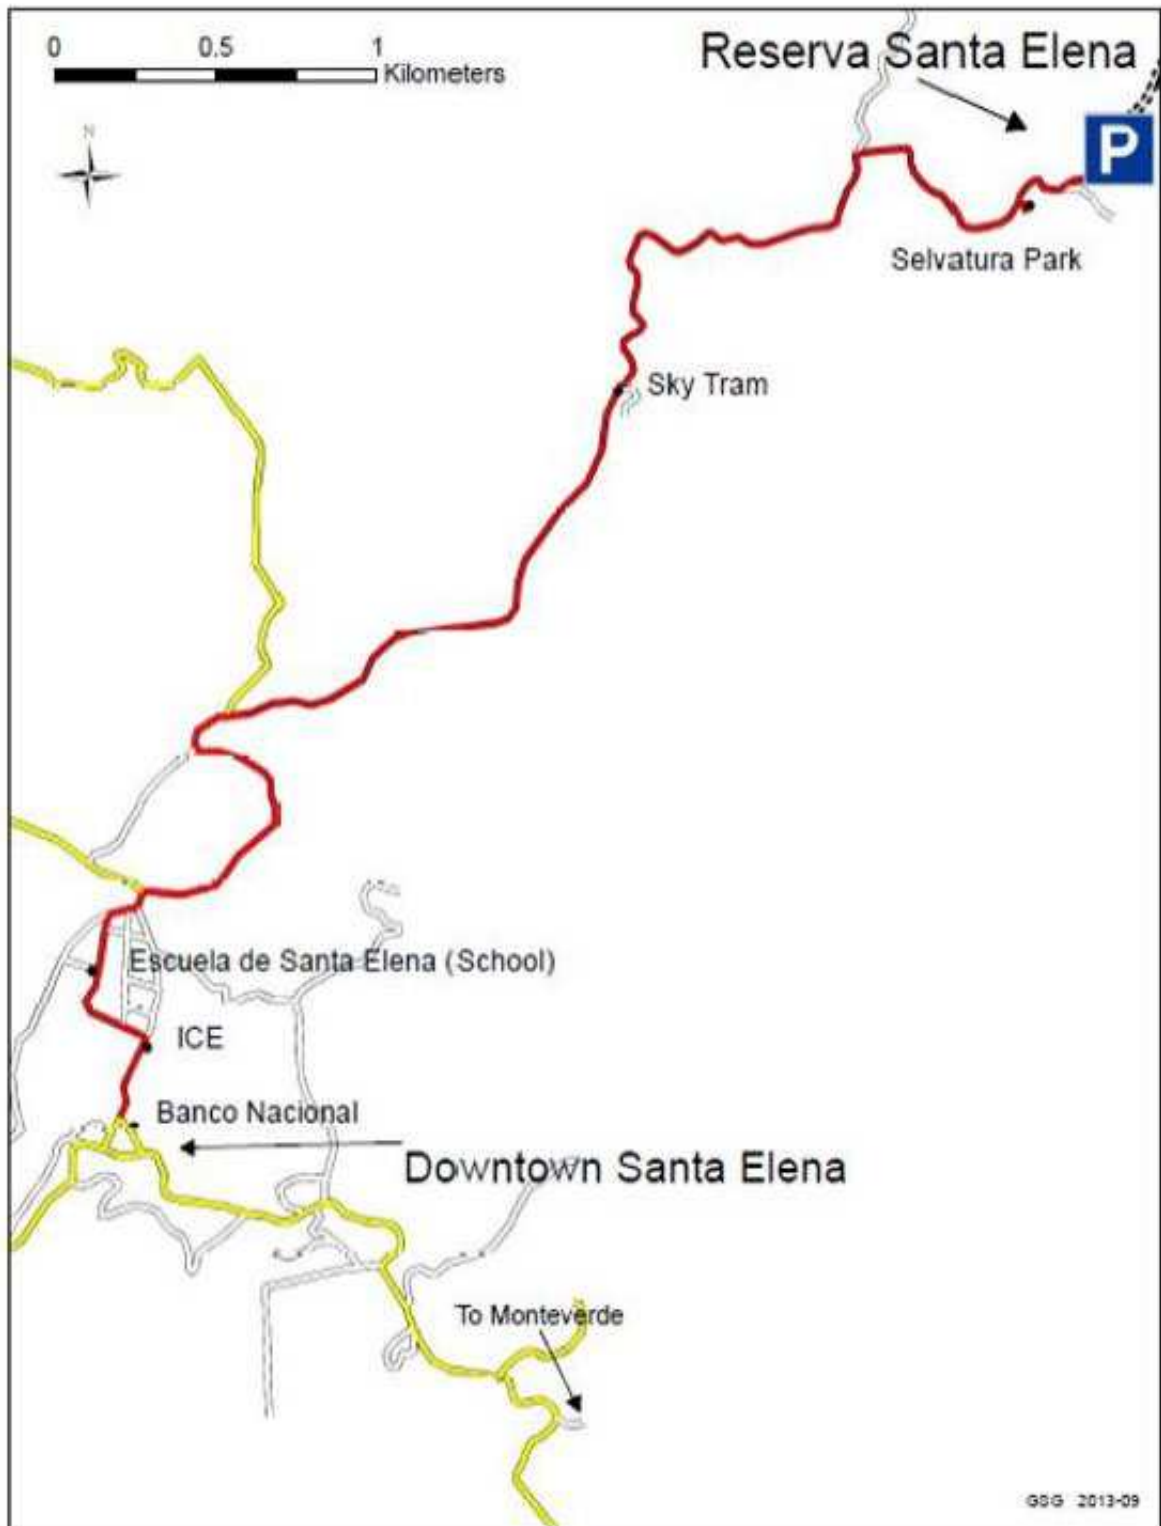 0 0.5 1
Kilometers
Reserva Santa Elena
N
P
Selvatura Park
Sky Tram
Escuela de Santa Elena (School)
ICE
Banco Nacional
Downtown Santa Elena
To Monteverde
GSG 2013-09